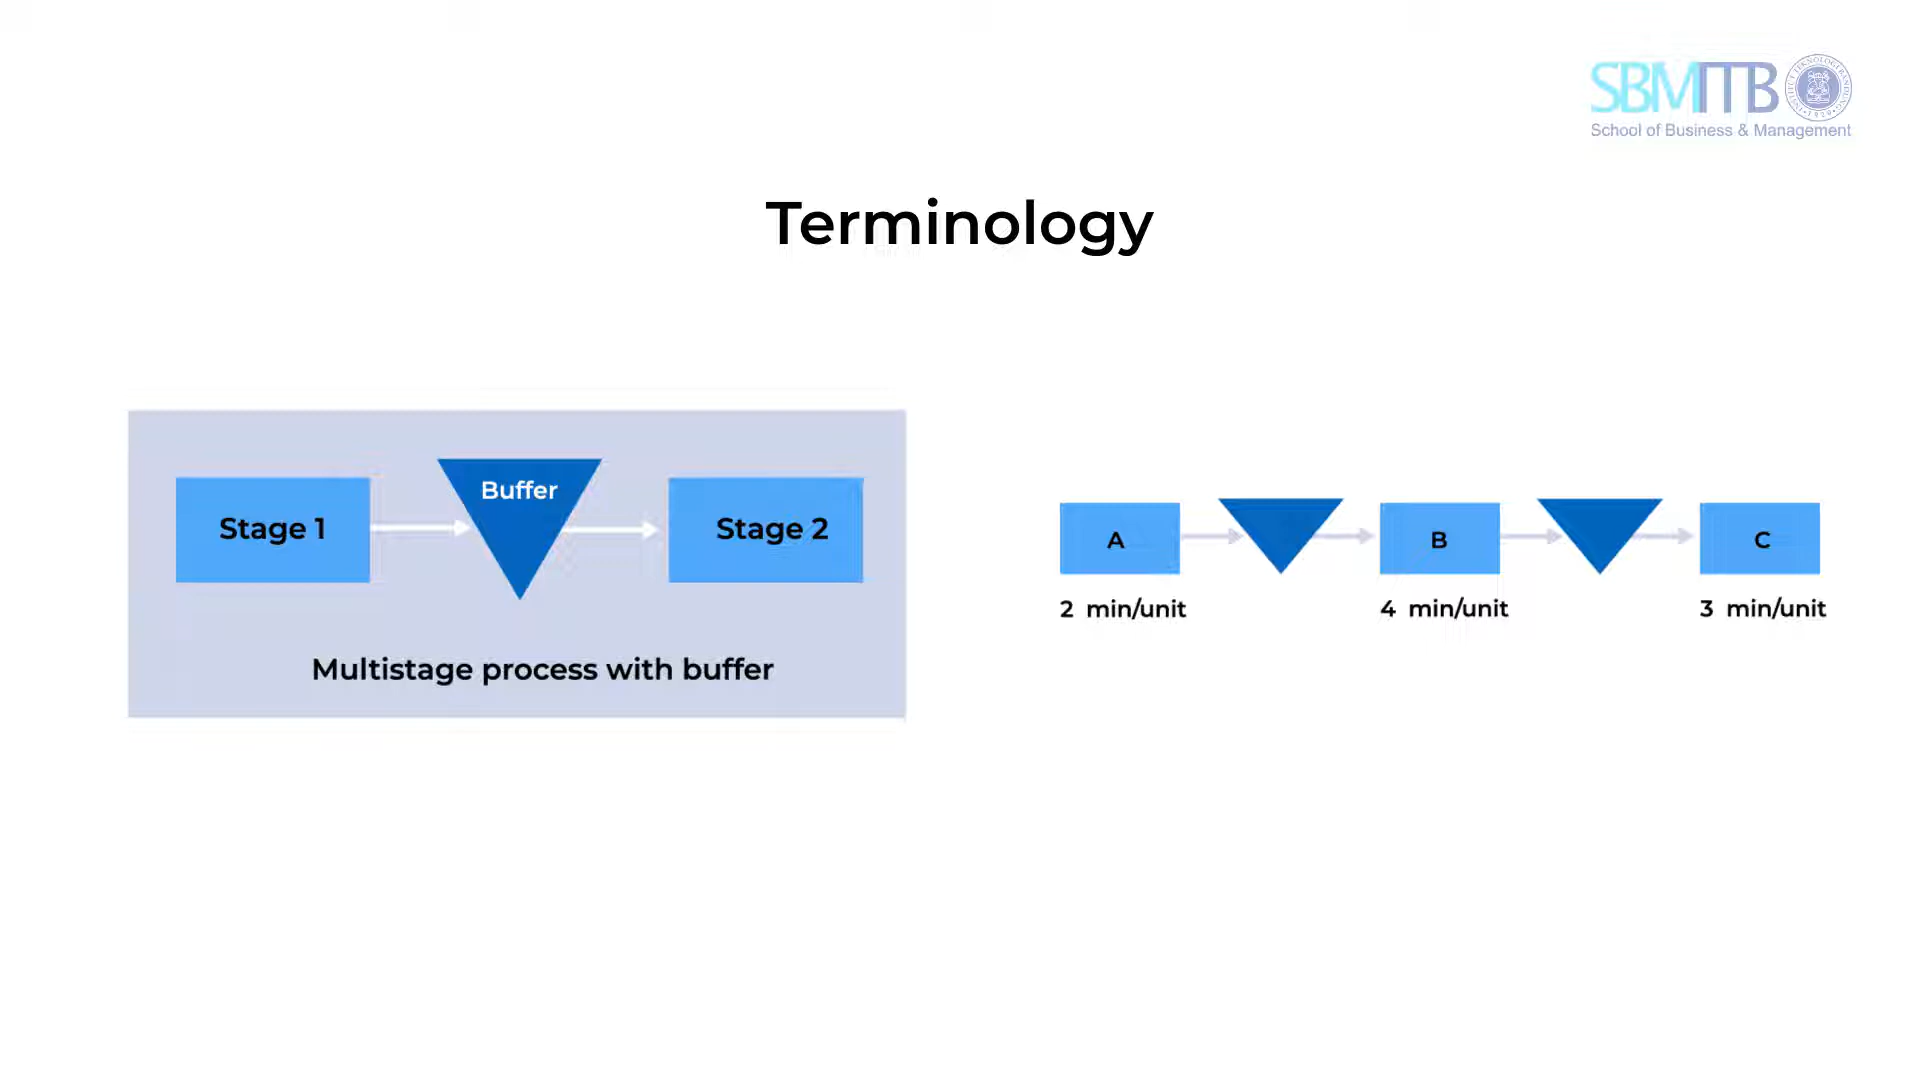 SBMITB
School of Business & Management
Terminology
Stage 1
Buffer
Stage 2
Multistage process with buffer
A
B
C
2 min/unit
4 min/unit
3 min/unit